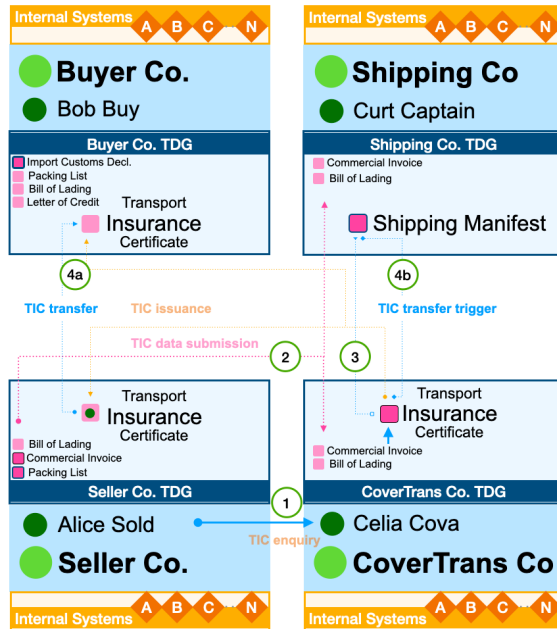 Internal Systems A B C N
Buyer Co.
Bob Buy
Buyer Co. TDG
Import Customs Decl.
Packing List
Bill of Lading
Letter of Credit
Transport
Insurance
Certificate
Internal Systems A B C N
Shipping Co
Curt Captain
Shipping Co. TDG
Commercial Invoice
Bill of Lading
Shipping Manifest
4a
4b
TIC transfer
TIC issuance
TIC transfer trigger
TIC data submission
2
3
Transport
Insurance
Certificate
Bill of Lading
Commercial Invoice
Packing List
Seller Co. TDG
Alice Sold
Seller Co.
Internal Systems A B C N
1
TIC enquiry
Transport
Insurance
Certificate
Commercial Invoice
Bill of Lading
CoverTrans Co. TDG
Celia Cova
CoverTrans Co
Internal Systems A B C N